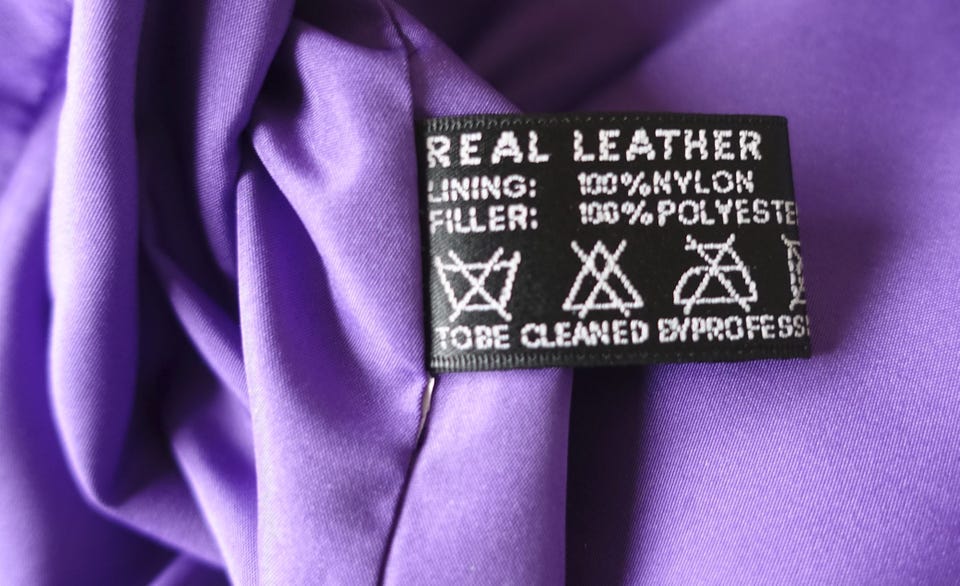 REAL LEATHER
LINING: 100%NYLON
FILLER: 100%POLYESTE
TOBE CLEANED BYPROFESS